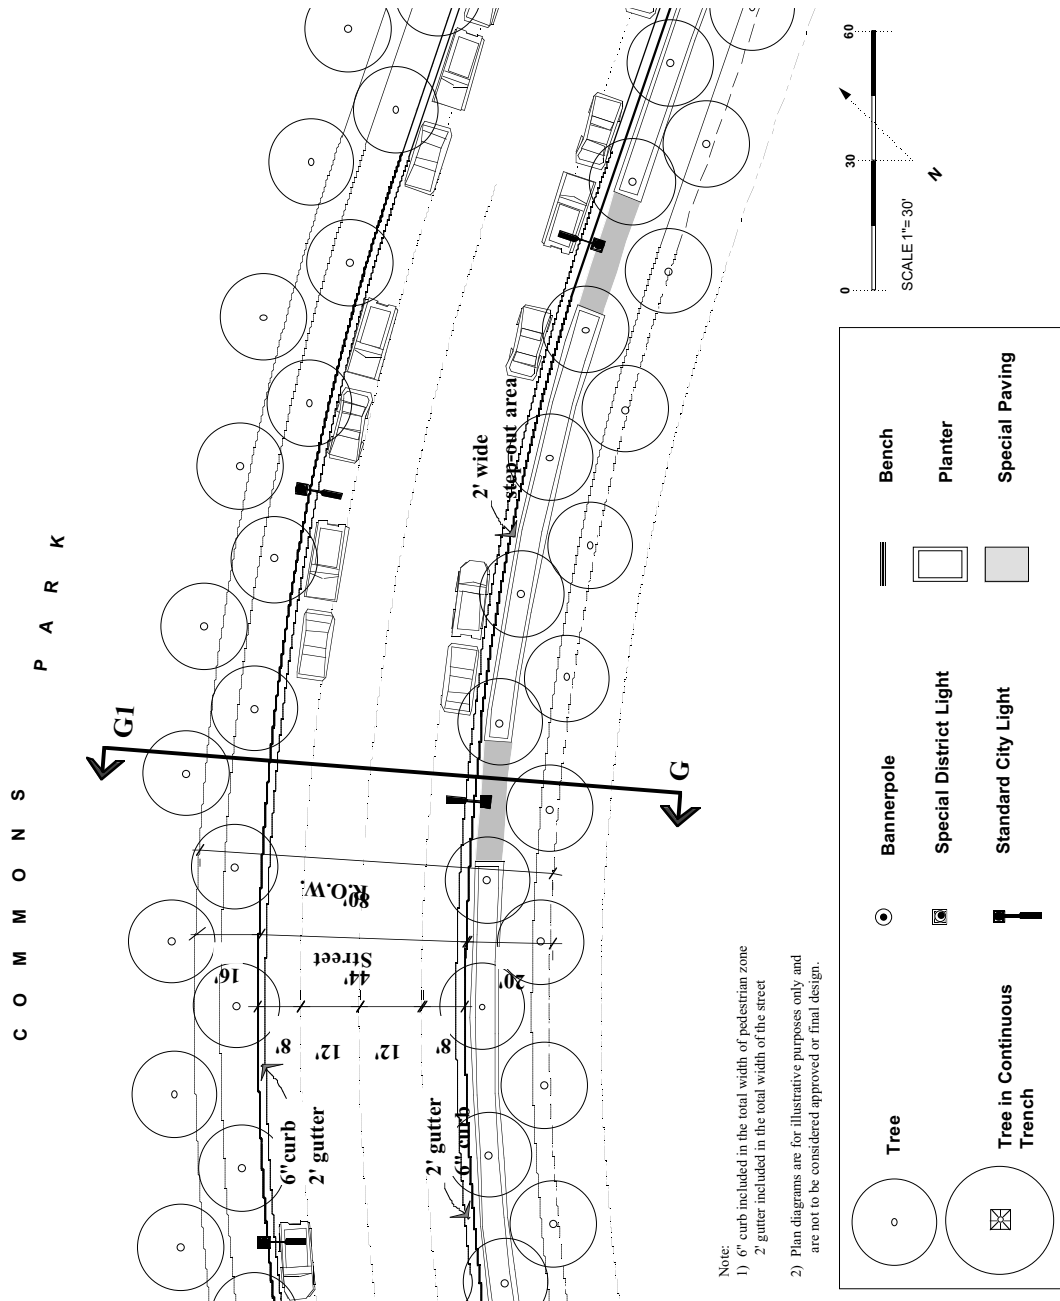 COMMONS PARK
G1
G
2' wide
step-out area
80'
R.O.W.
44'
Street
16'
20'
8'
12'
12'
8'
6" curb
2' gutter
2' gutter
6" curb
60
30
0
N
SCALE 1"= 30'
Note:
1) 6" curb included in the total width of pedestrian zone
2' gutter included in the total width of the street
2) Plan diagrams are for illustrative purposes only and
are not to be considered approved or final design.
Tree
Tree in Continuous
Trench
Bannerpole
Special District Light
Standard City Light
Bench
Planter
Special Paving